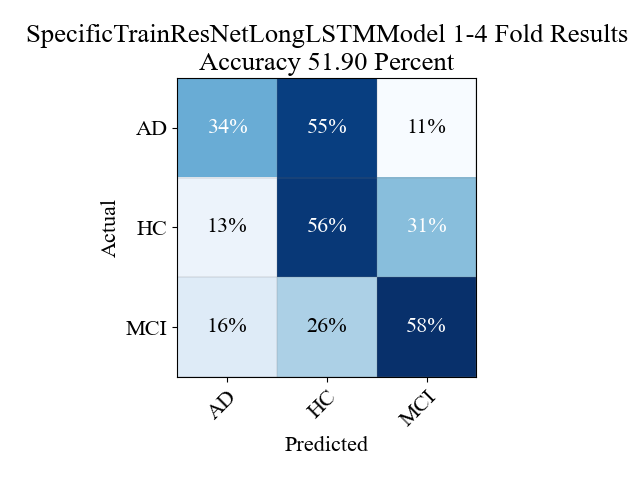 SpecificTrainResNetLongLSTMModel 1-4 Fold Results
Accuracy 51.90 Percent
AD 34% 55% 11%
HC 13% 56% 31%
MCI 16% 26% 58%
Actual
AD HC MCI
Predicted